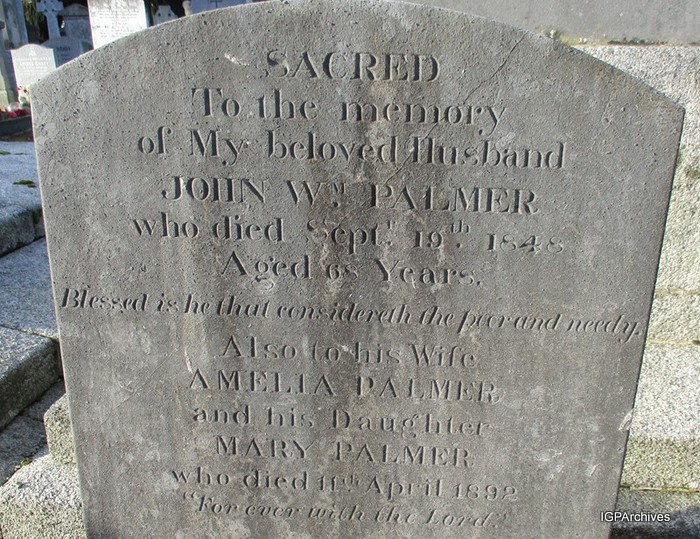 SACRED
To the memory
of My beloved Husband
JOHN Wᵐ PALMER
who died Septʳ 19ᵗʰ 1848
Aged 68 Years.
Blessed is he that considereth the poor and needy.
Also to his Wife
AMELIA PALMER
and his Daughter
MARY PALMER
who died 11ᵗʰ April 1892
"For ever with the Lord."
IGPArchives